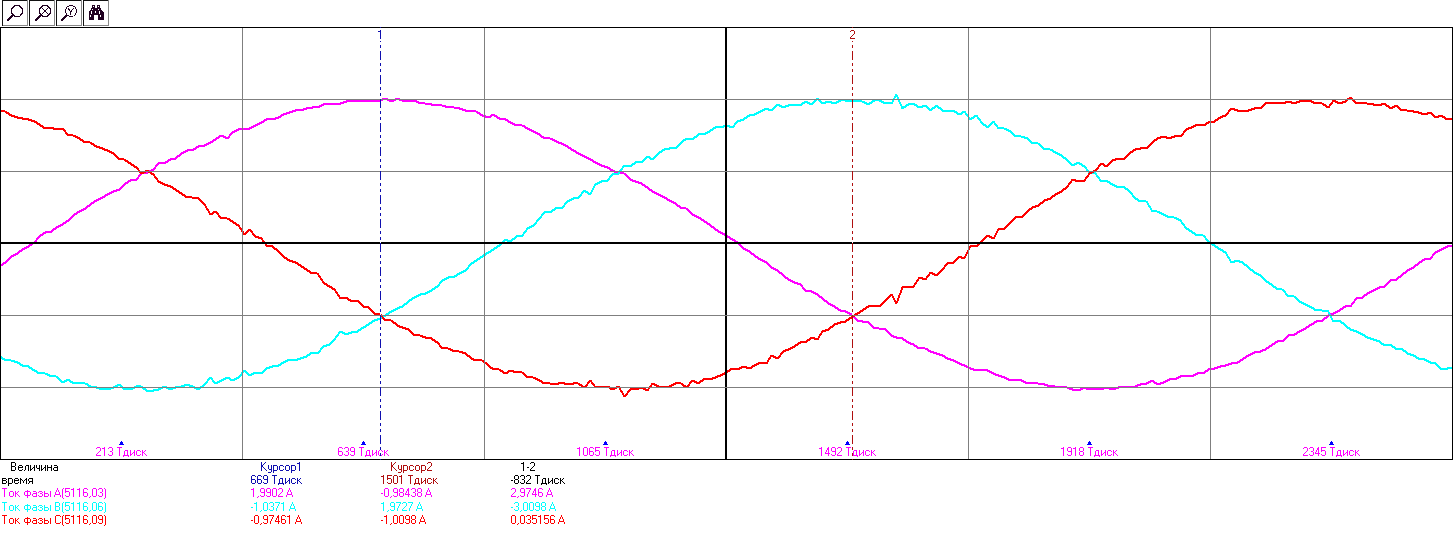 1 2
213 Тдиск 639 Тдиск 1065 Тдиск 1492 Тдиск 1918 Тдиск 2345 Тдиск
Величина Курсор1 Курсор2 1-2
время 669 Тдиск 1501 Тдиск -832 Тдиск
Ток фазы А(5116,03) 1,9902 А -0,98438 А 2,9746 А
Ток фазы В(5116,06) -1,0371 А 1,9727 А -3,0098 А
Ток фазы С(5116,09) -0,97461 А -1,0098 А 0,035156 А